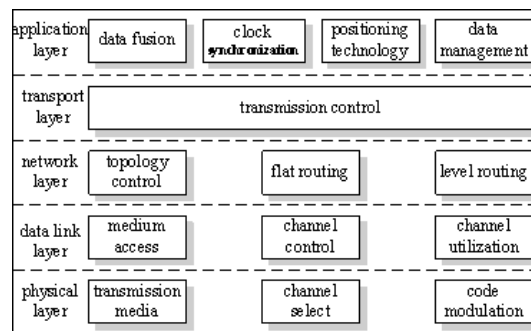 application layer
data fusion
clock synchronization
positioning technology
data management
transport layer
transmission control
network layer
topology control
flat routing
level routing
data link layer
medium access
channel control
channel utilization
physical layer
transmission media
channel select
code modulation